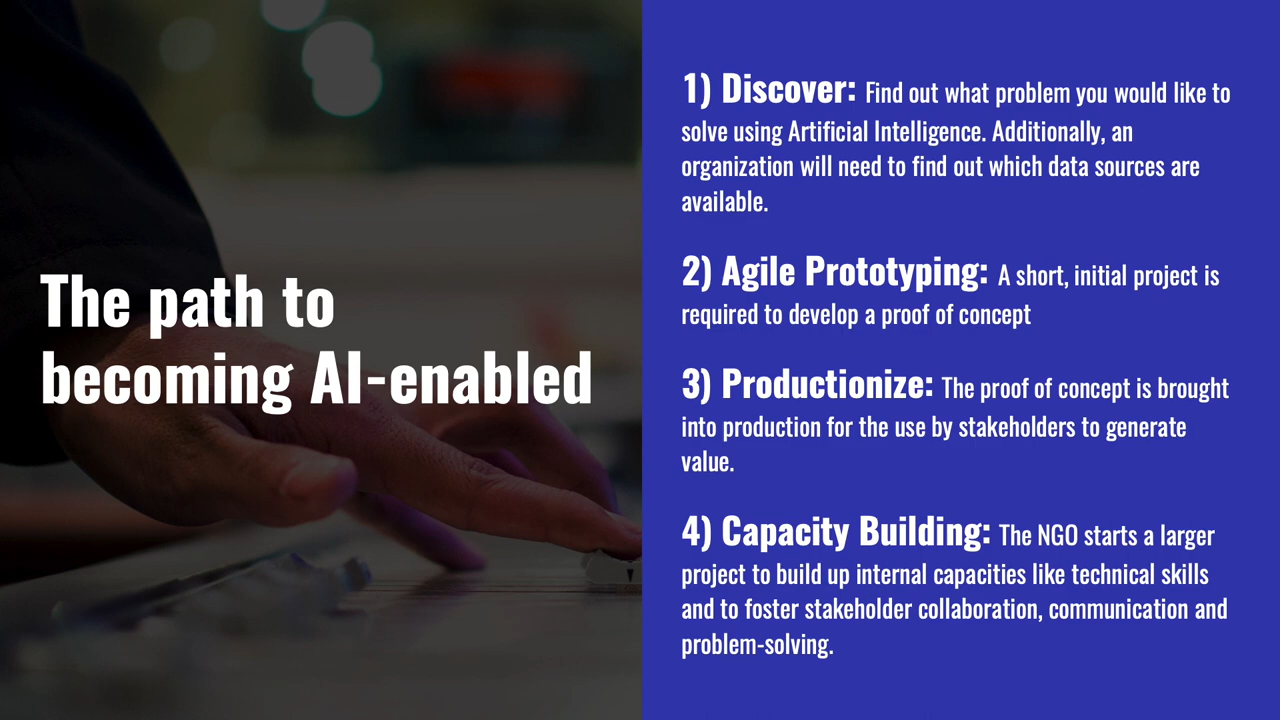 The path to
becoming AI-enabled
1) Discover: Find out what problem you would like to
solve using Artificial Intelligence. Additionally, an
organization will need to find out which data sources are
available.
2) Agile Prototyping: A short, initial project is
required to develop a proof of concept
3) Productionize: The proof of concept is brought
into production for the use by stakeholders to generate
value.
4) Capacity Building: The NGO starts a larger
project to build up internal capacities like technical skills
and to foster stakeholder collaboration, communication and
problem-solving.